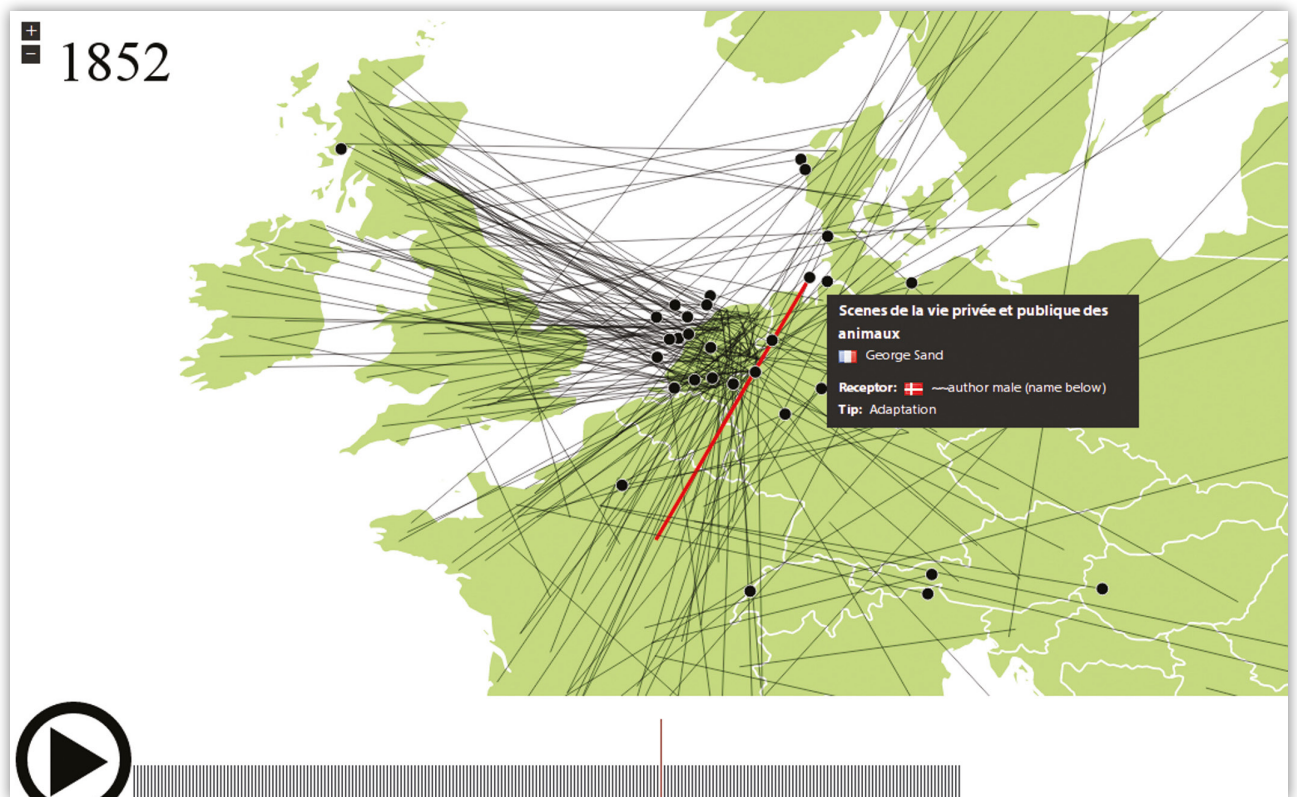 +
−
1852
Scenes de la vie privée et publique des
animaux
George Sand
Receptor: ~~author male (name below)
Tip: Adaptation